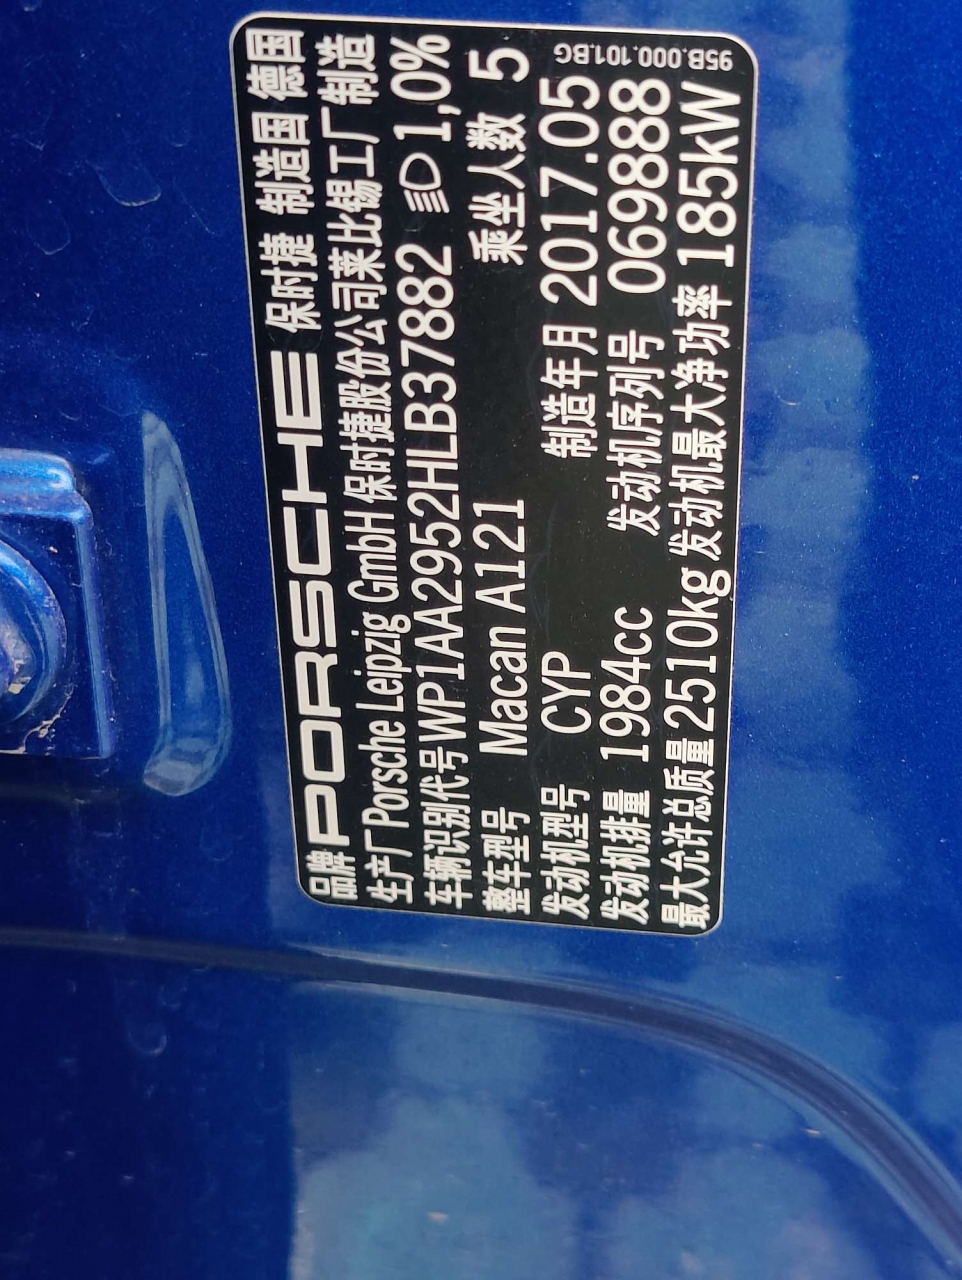 品牌 PORSCHE 保时捷 制造国 德国
生产厂 Porsche Leipzig GmbH 保时捷股份公司莱比锡工厂制造
车辆识别代号 WP1AA2952HLB37882 1,0%
整车型号 Macan A121 乘坐人数 5
发动机型号 CYP 制造年月 2017.05
发动机排量 1984cc 发动机序列号 069888
最大允许总质量 2510kg 发动机最大净功率 185kW
95B.000.101.BG